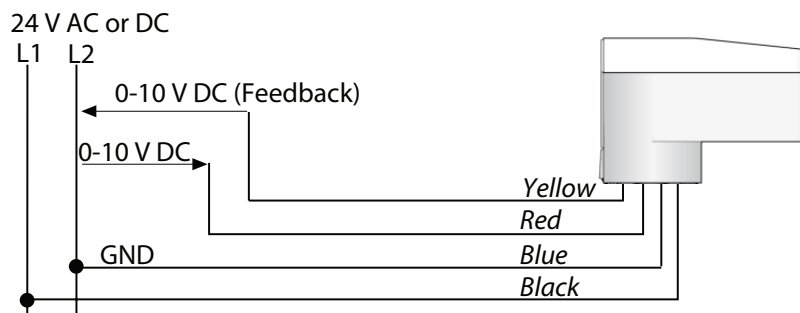 24 V AC or DC
L1 L2
0-10 V DC (Feedback)
0-10 V DC
Yellow
Red
GND Blue
Black